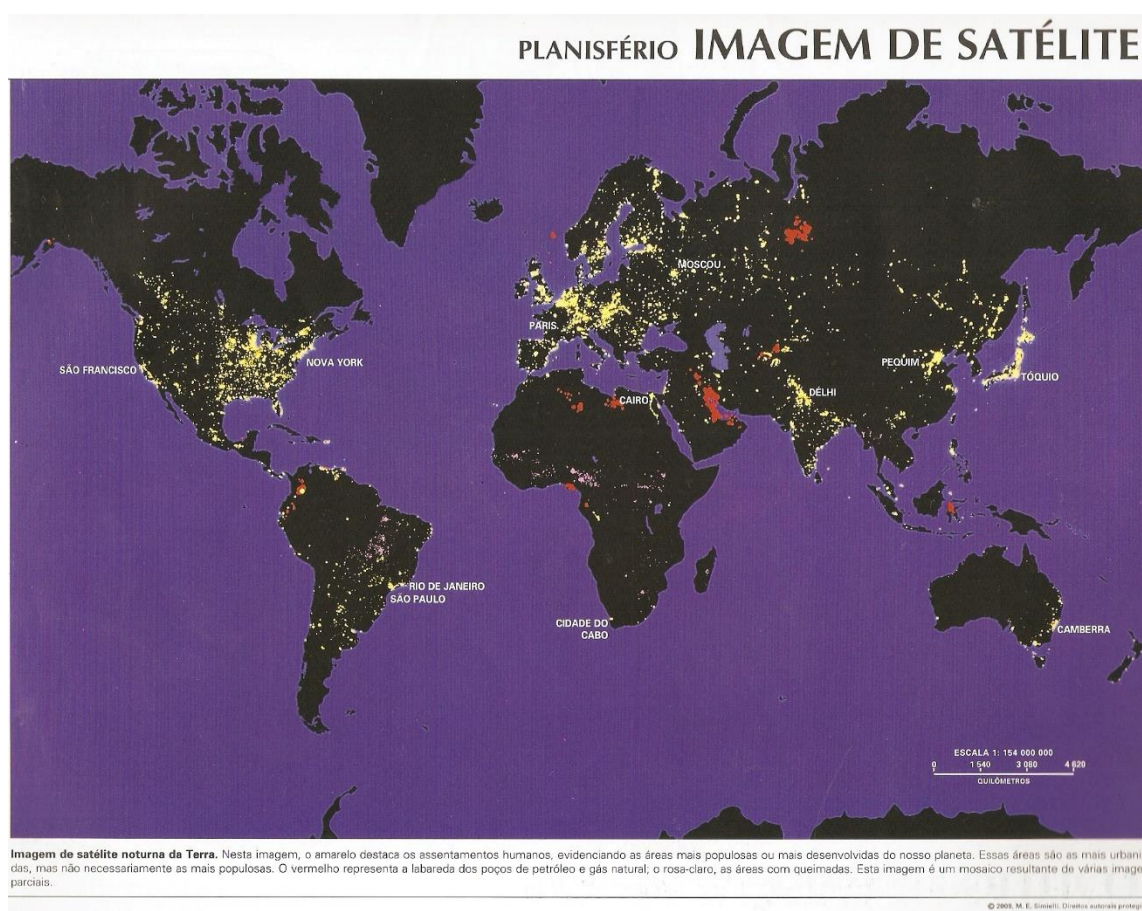 PLANISFÉRIO IMAGEM DE SATÉLITE
MOSCOU
PARIS
NOVA YORK
SÃO FRANCISCO
PEQUIM
TÓQUIO
CAIRO
DÉLHI
RIO DE JANEIRO
SÃO PAULO
CIDADE DO
CABO
CAMBERRA
ESCALA 1: 154 000 000
0 1 540 3 080 4 620
QUILÔMETROS
Imagem de satélite noturna da Terra. Nesta imagem, o amarelo destaca os assentamentos humanos, evidenciando as áreas mais populosas ou mais desenvolvidas do nosso planeta. Essas áreas são as mais urbani
das, mas não necessariamente as mais populosas. O vermelho representa a labareda dos poços de petróleo e gás natural; o rosa-claro, as áreas com queimadas. Esta imagem é um mosaico resultante de várias image
parciais.
© 2009, M. E. Simielli. Direitos autorais protegi